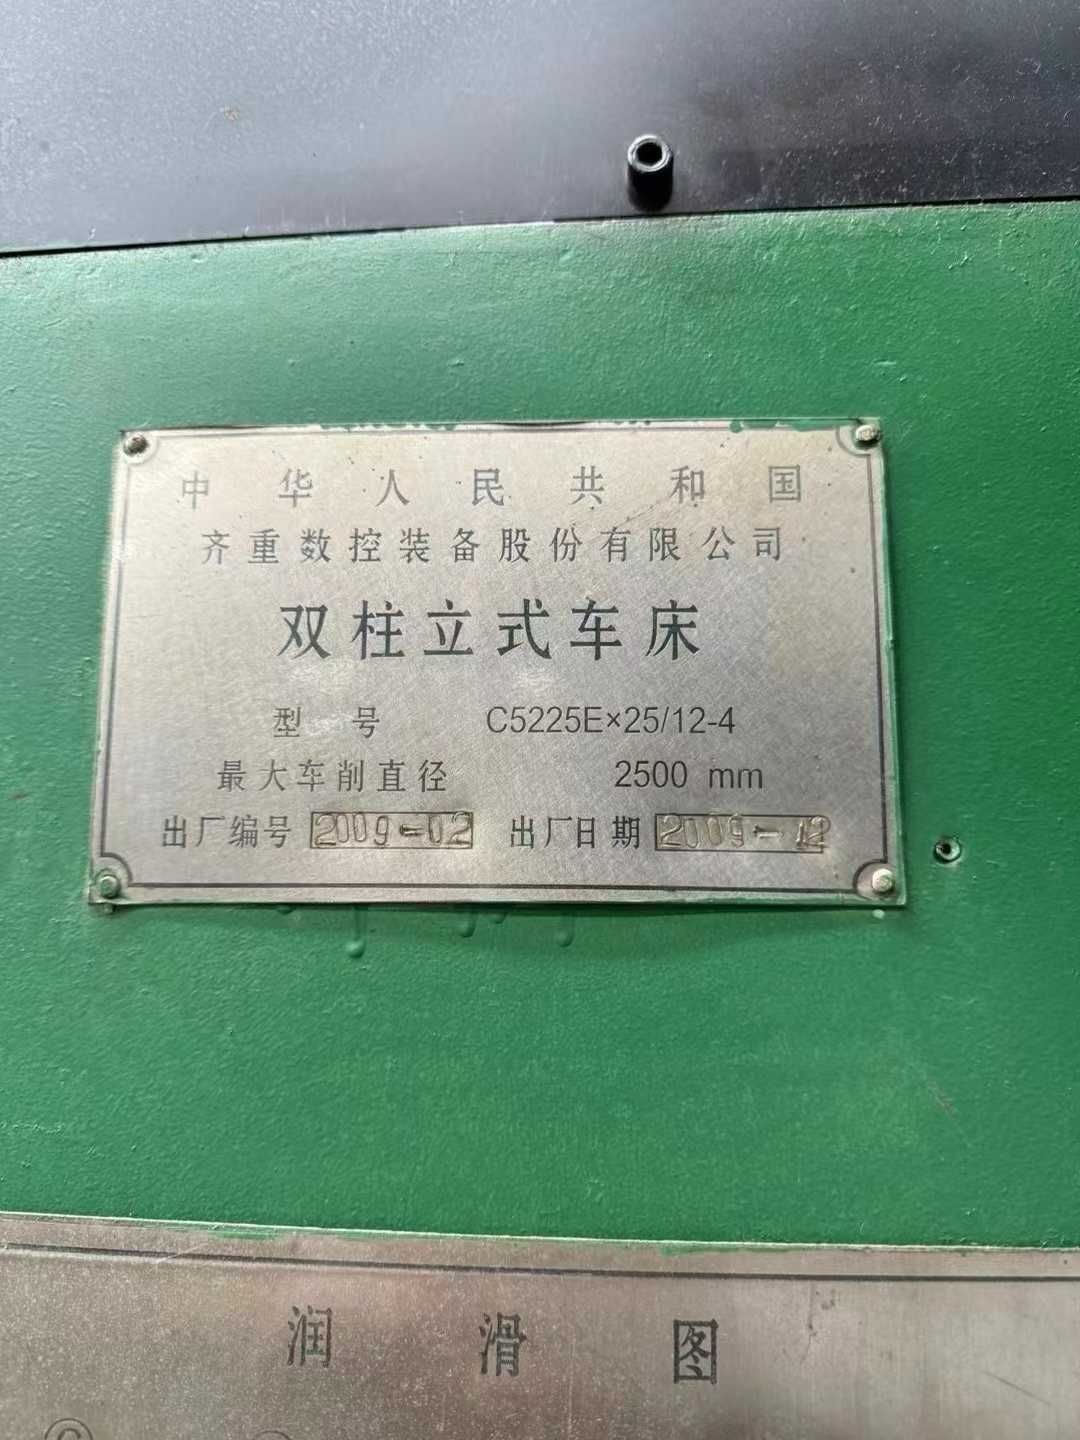 中华人民共和国
齐重数控装备股份有限公司
双柱立式车床
型号 C5225E×25/12-4
最大车削直径 2500 mm
出厂编号 2009-02 出厂日期 2009-12
润滑图